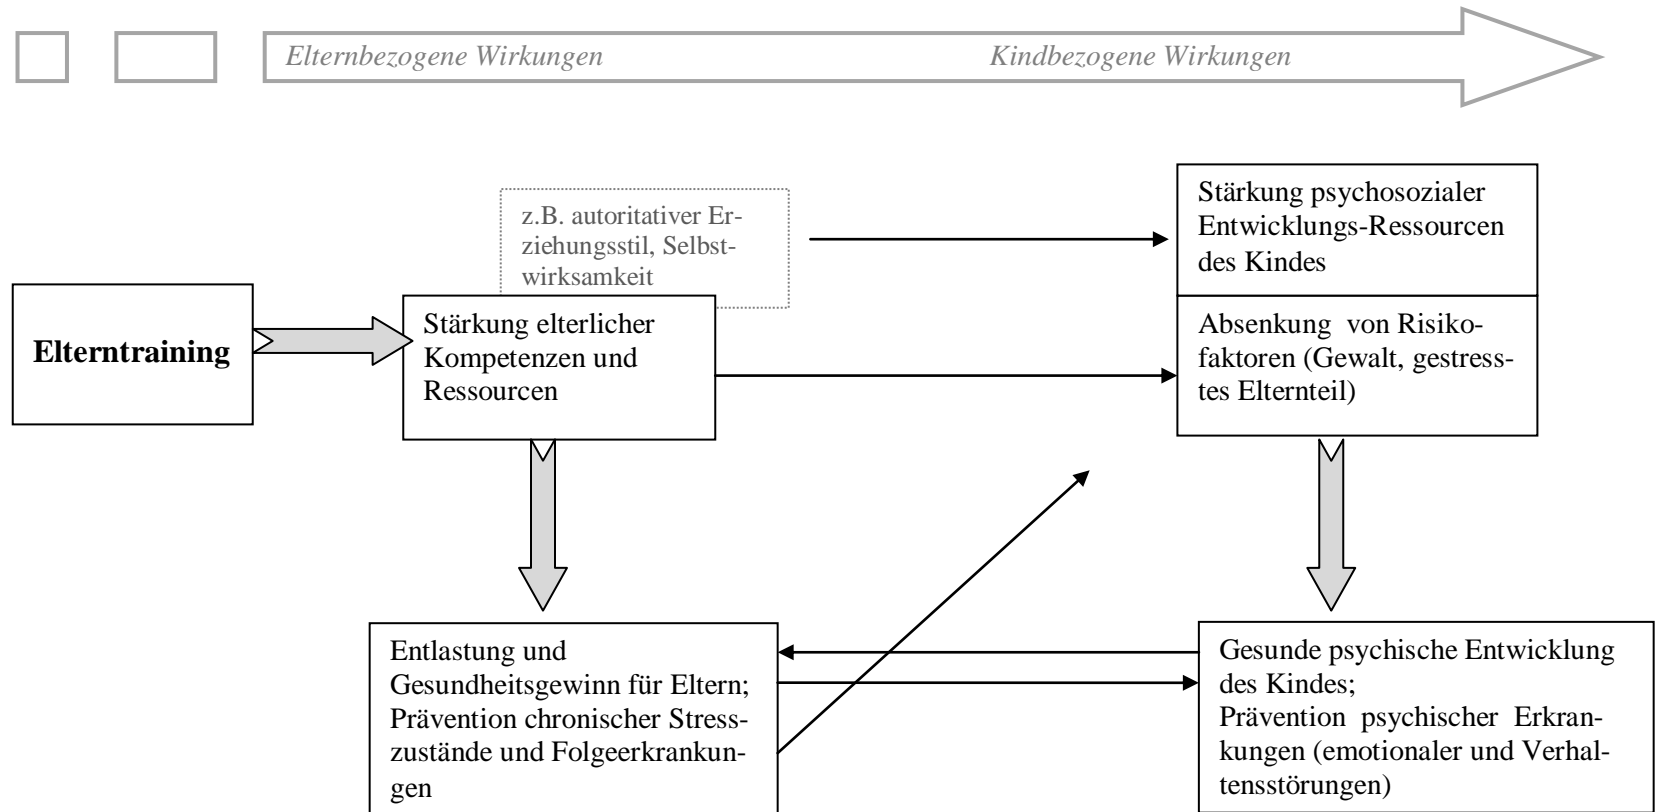 Elternbezogene Wirkungen
Kindbezogene Wirkungen
z.B. autoritativer Er-
ziehungsstil, Selbst-
wirksamkeit
Stärkung psychosozialer
Entwicklungs-Ressourcen
des Kindes
Elterntraining
Stärkung elterlicher
Kompetenzen und
Ressourcen
Absenkung von Risiko-
faktoren (Gewalt, gestress-
tes Elternteil)
Entlastung und
Gesundheitsgewinn für Eltern;
Prävention chronischer Stress-
zustände und Folgeerkrankun-
gen
Gesunde psychische Entwicklung
des Kindes;
Prävention psychischer Erkran-
kungen (emotionaler und Verhal-
tensstörungen)